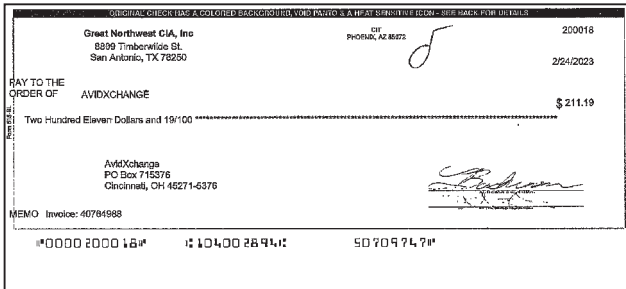 ORIGINAL CHECK HAS A COLORED BACKGROUND, VOID PANTO & A HEAT SENSITIVE ICON - SEE BACK FOR DETAILS
Great Northwest CIA, Inc
8809 Timberwilde St.
San Antonio, TX 78250
CIT
PHOENIX, AZ 85072
200018
2/24/2023
PAY TO THE
ORDER OF AVIDXCHANGE
$ 211.19
Two Hundred Eleven Dollars and 19/100 ****
AvidXchange
PO Box 715376
Cincinnati, OH 45271-5376
MEMO Invoice: 40764988
⑈0000200018⑈ ⑆104002894⑆ 50709747⑈